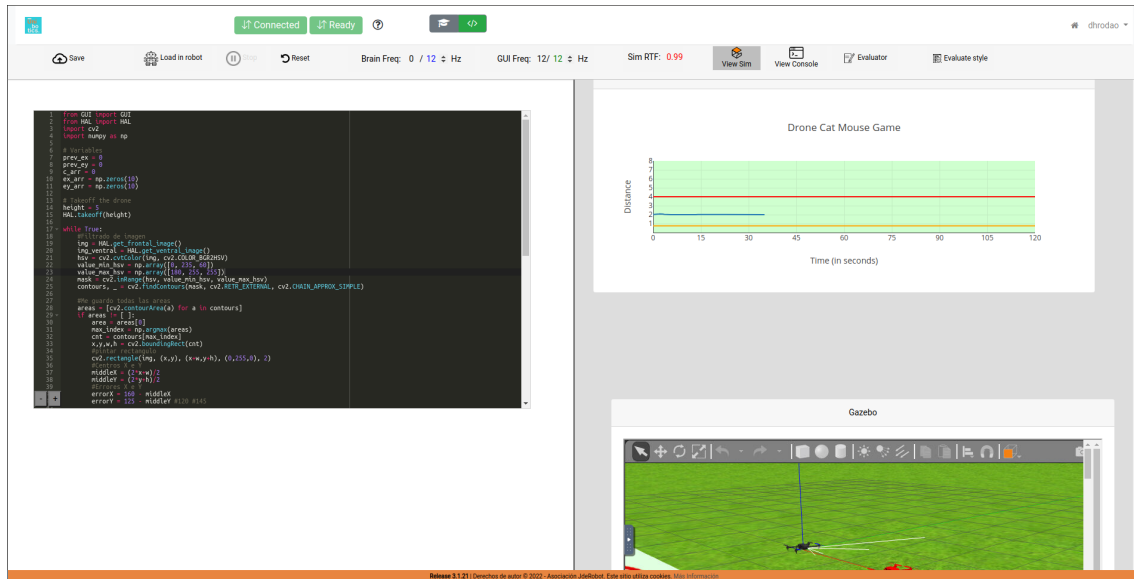 Connected Ready dhrodao
Save Load in robot Stop Reset Brain Freq: 0 / 12 Hz GUI Freq: 12/ 12 Hz Sim RTF: 0.99 View Sim View Console Evaluator Evaluate style
1 from GUI import GUI
2 from HAL import HAL
3 import cv2
4 import numpy as np
5
6 # Variables
7 prev_ex = 0
8 prev_ey = 0
9 c_arr = 0
10 ex_arr = np.zeros(10)
11 ey_arr = np.zeros(10)
12
13 # Takeoff the drone
14 height = 5
15 HAL.takeoff(height)
16
17 while True:
18 #Filtrado de imagen
19 img = HAL.get_frontal_image()
20 img_ventral = HAL.get_ventral_image()
21 hsv = cv2.cvtColor(img, cv2.COLOR_BGR2HSV)
22 value_min_hsv = np.array([0, 235, 60])
23 value_max_hsv = np.array([180, 255, 255])
24 mask = cv2.inRange(hsv, value_min_hsv, value_max_hsv)
25 contours, _ = cv2.findContours(mask, cv2.RETR_EXTERNAL, cv2.CHAIN_APPROX_SIMPLE)
26
27 #Me guardo todas las areas
28 areas = [cv2.contourArea(a) for a in contours]
29 if areas != [ ]:
30 area = areas[0]
31 max_index = np.argmax(areas)
32 cnt = contours[max_index]
33 x,y,w,h = cv2.boundingRect(cnt)
34 #pintar rectangulo
35 cv2.rectangle(img, (x,y), (x+w,y+h), (0,255,0), 2)
36 #Centros X e Y
37 middleX = (2*x+w)/2
38 middleY = (2*y+h)/2
39 #Errores X e Y
40 errorX = 160 - middleX
errorY = 125 - middleY #120 #145
- +
Drone Cat Mouse Game
8
7
6
5
4
3
2
1
Distance
0 15 30 45 60 75 90 105 120
Time (in seconds)
Gazebo
Release 3.1.21 | Derechos de autor © 2022 - Asociación JdeRobot. Este sitio utiliza cookies. Más información